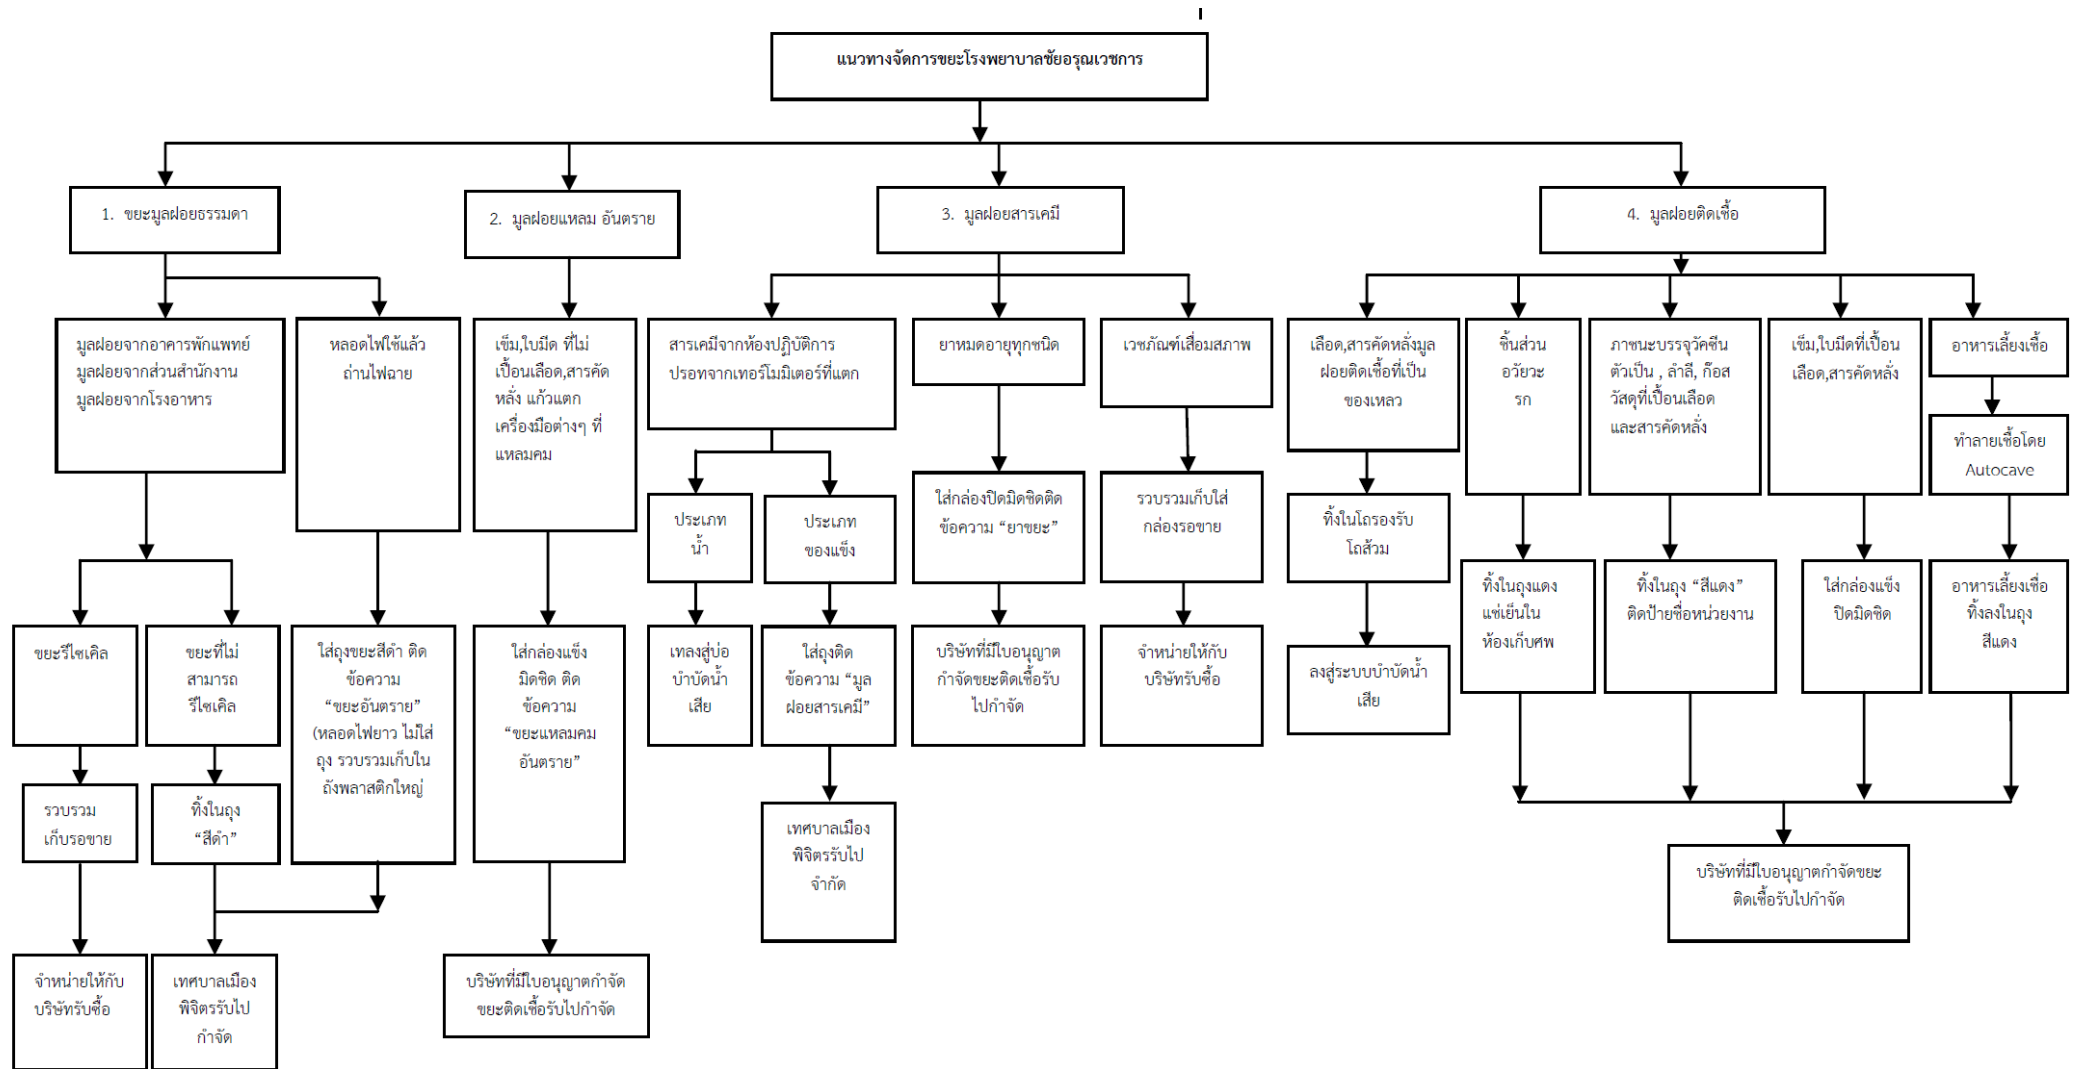 แนวทางจัดการขยะโรงพยาบาลชัยอรุณเวชการ
1. ขยะมูลฝอยธรรมดา
2. มูลฝอยแหลม อันตราย
3. มูลฝอยสารเคมี
4. มูลฝอยติดเชื้อ
มูลฝอยจากอาคารพักแพทย์
มูลฝอยจากส่วนสำนักงาน
มูลฝอยจากโรงอาหาร
หลอดไฟใช้แล้ว
ถ่านไฟฉาย
เข็ม,ใบมีด ที่ไม่
เปื้อนเลือด,สารคัด
หลั่ง แก้วแตก
เครื่องมือต่างๆ ที่
แหลมคม
สารเคมีจากห้องปฏิบัติการ
ปรอทจากเทอร์โมมิเตอร์ที่แตก
ยาหมดอายุทุกชนิด
เวชภัณฑ์เสื่อมสภาพ
เลือด,สารคัดหลั่งมูล
ฝอยติดเชื้อที่เป็น
ของเหลว
ชิ้นส่วน
อวัยวะ
รก
ภาชนะบรรจุวัคซีน
ตัวเป็น , ลำลี, ก๊อส
วัสดุที่เปื้อนเลือด
และสารคัดหลั่ง
เข็ม,ใบมีดที่เปื้อน
เลือด,สารคัดหลั่ง
อาหารเลี้ยงเชื้อ
ทำลายเชื้อโดย
Autocave
ประเภท
น้ำ
ประเภท
ของแข็ง
ใส่กล่องปิดมิดชิดติด
ข้อความ “ยาขยะ”
รวบรวมเก็บใส่
กล่องรอขาย
ทิ้งในโถรองรับ
โถส้วม
ทิ้งในถุงแดง
แช่เย็นใน
ห้องเก็บศพ
ทิ้งในถุง “สีแดง”
ติดป้ายชื่อหน่วยงาน
ใส่กล่องแข็ง
ปิดมิดชิด
อาหารเลี้ยงเชื่อ
ทิ้งลงในถุง
สีแดง
ขยะรีไซเคิล
ขยะที่ไม่
สามารถ
รีไซเคิล
ใส่ถุงขยะสีดำ ติด
ข้อความ
“ขยะอันตราย”
(หลอดไฟยาว ไม่ใส่
ถุง รวบรวมเก็บใน
ถังพลาสติกใหญ่
ใส่กล่องแข็ง
มิดชิด ติด
ข้อความ
“ขยะแหลมคม
อันตราย”
เทลงสู่บ่อ
บำบัดน้ำ
เสีย
ใส่ถุงติด
ข้อความ “มูล
ฝอยสารเคมี”
บริษัทที่มีใบอนุญาต
กำจัดขยะติดเชื้อรับ
ไปกำจัด
จำหน่ายให้กับ
บริษัทรับซื้อ
ลงสู่ระบบบำบัดน้ำ
เสีย
รวบรวม
เก็บรอขาย
ทิ้งในถุง
“สีดำ”
เทศบาลเมือง
พิจิตรรับไป
จำกัด
บริษัทที่มีใบอนุญาตกำจัดขยะ
ติดเชื้อรับไปกำจัด
จำหน่ายให้กับ
บริษัทรับซื้อ
เทศบาลเมือง
พิจิตรรับไป
กำจัด
บริษัทที่มีใบอนุญาตกำจัด
ขยะติดเชื้อรับไปกำจัด